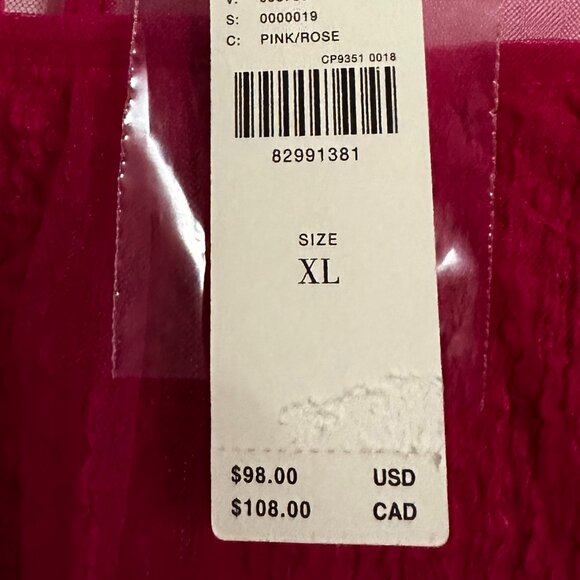 S: 0000019
C: PINK/ROSE
CP9351 0018
82991381
SIZE
XL
$98.00 USD
$108.00 CAD